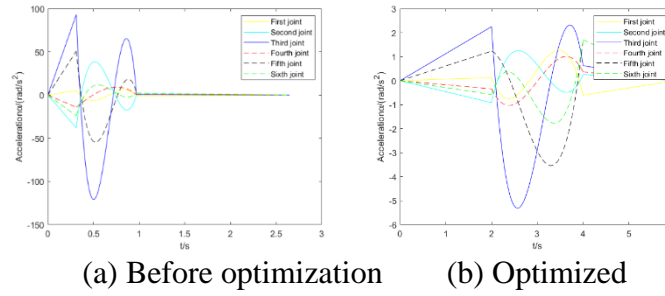 100
50
0
-50
-100
-150
0
0.5
1
1.5
2
2.5
3
t/s
Accelerationα/(rad/s²)
First joint
Second joint
Third joint
Fourth joint
Fifth joint
Sixth joint
3
2
1
0
-1
-2
-3
-4
-5
-6
0
1
2
3
4
5
t/s
Accelerationα/(rad/s²)
First joint
Second joint
Third joint
Fourth joint
Fifth joint
Sixth joint
(a) Before optimization (b) Optimized